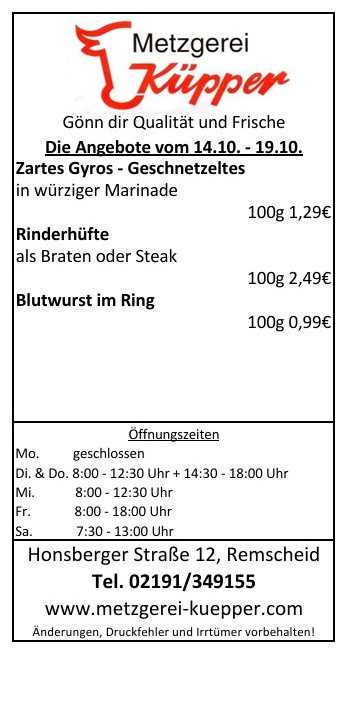 Metzgerei
Küpper
Gönn dir Qualität und Frische
Die Angebote vom 14.10. - 19.10.
Zartes Gyros - Geschnetzeltes
in würziger Marinade
100g 1,29€
Rinderhüfte
als Braten oder Steak
100g 2,49€
Blutwurst im Ring
100g 0,99€
Öffnungszeiten
Mo. geschlossen
Di. & Do. 8:00 - 12:30 Uhr + 14:30 - 18:00 Uhr
Mi. 8:00 - 12:30 Uhr
Fr. 8:00 - 18:00 Uhr
Sa. 7:30 - 13:00 Uhr
Honsberger Straße 12, Remscheid
Tel. 02191/349155
www.metzgerei-kuepper.com
Änderungen, Druckfehler und Irrtümer vorbehalten!